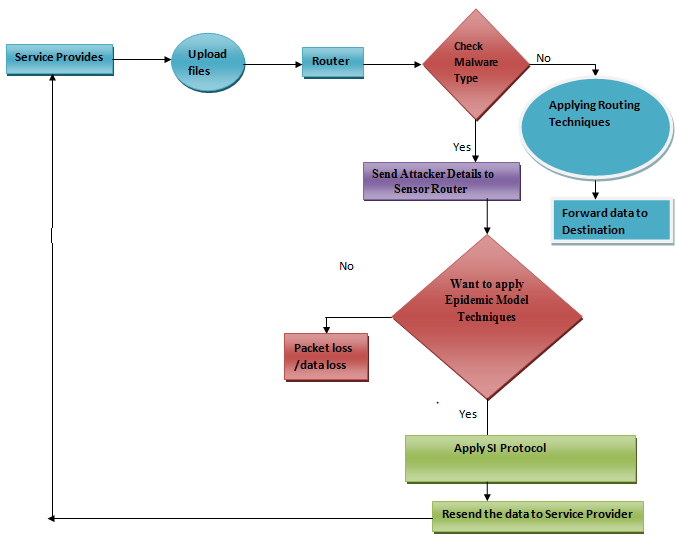 Service Provides
Upload
files
Router
Check
Malware
Type
No
Applying Routing
Techniques
Yes
Send Attacker Details to
Sensor Router
Forward data to
Destination
No
Want to apply
Epidemic Model
Techniques
Packet loss
/data loss
Yes
Apply SI Protocol
Resend the data to Service Provider